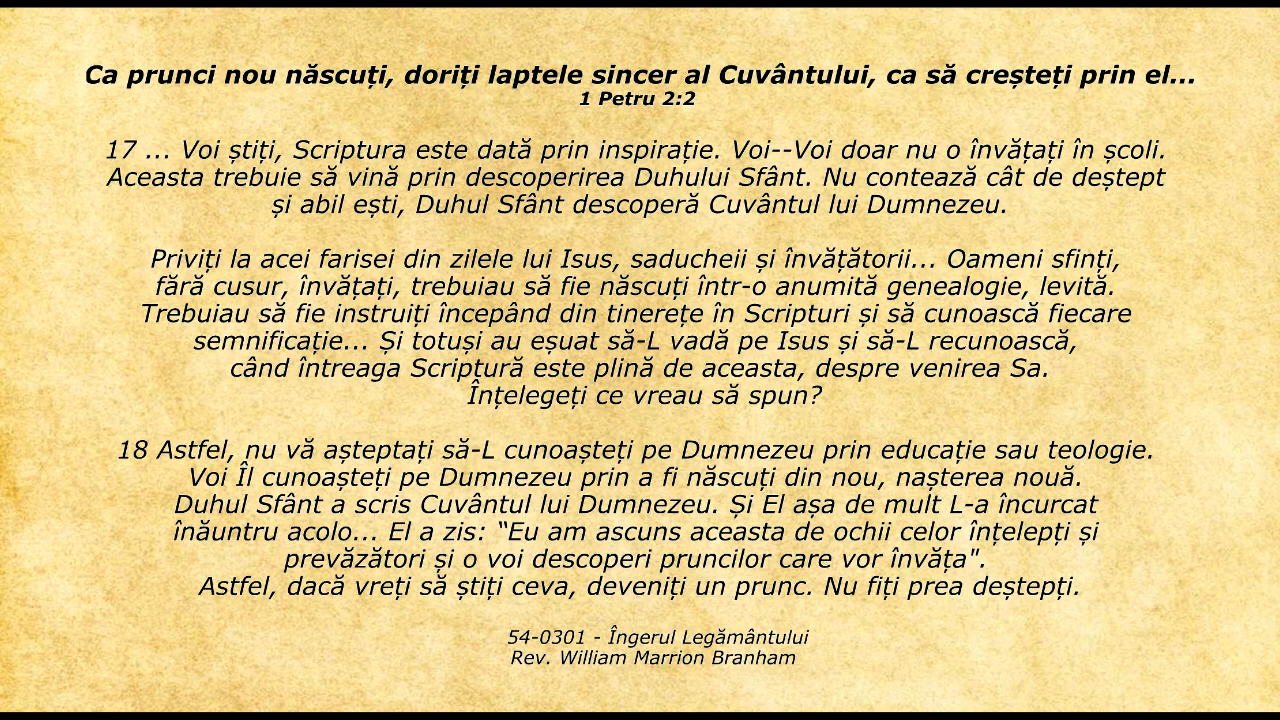 Ca prunci nou născuți, doriți laptele sincer al Cuvântului, ca să creșteți prin el...
1 Petru 2:2
17 ... Voi știți, Scriptura este dată prin inspirație. Voi--Voi doar nu o învățați în școli.
Aceasta trebuie să vină prin descoperirea Duhului Sfânt. Nu contează cât de deștept
și abil ești, Duhul Sfânt descoperă Cuvântul lui Dumnezeu.
Priviți la acei farisei din zilele lui Isus, saducheii și învățătorii... Oameni sfinți,
fără cusur, învățați, trebuiau să fie născuți într-o anumită genealogie, levită.
Trebuiau să fie instruiți începând din tinerețe în Scripturi și să cunoască fiecare
semnificație... Și totuși au eșuat să-L vadă pe Isus și să-L recunoască,
când întreaga Scriptură este plină de aceasta, despre venirea Sa.
Înțelegeți ce vreau să spun?
18 Astfel, nu vă așteptați să-L cunoașteți pe Dumnezeu prin educație sau teologie.
Voi Îl cunoașteți pe Dumnezeu prin a fi născuți din nou, nașterea nouă.
Duhul Sfânt a scris Cuvântul lui Dumnezeu. Și El așa de mult L-a încurcat
înăuntru acolo... El a zis: “Eu am ascuns aceasta de ochii celor înțelepți și
prevăzători și o voi descoperi pruncilor care vor învăța".
Astfel, dacă vreți să știți ceva, deveniți un prunc. Nu fiți prea deștepți.
54-0301 - Îngerul Legământului
Rev. William Marrion Branham